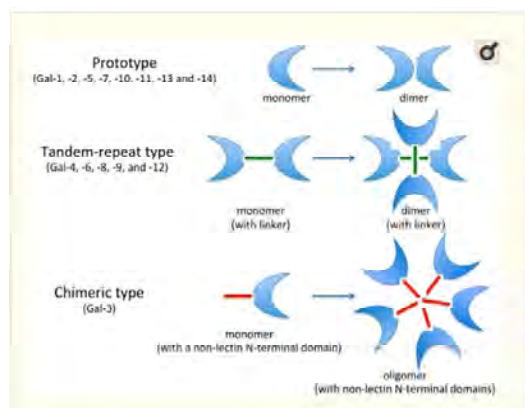 Prototype
(Gal-1, -2, -5, -7, -10. -11, -13 and -14)
monomer
dimer
Tandem-repeat type
(Gal-4, -6, -8, -9, and -12)
monomer
(with linker)
dimer
(with linker)
Chimeric type
(Gal-3)
monomer
(with a non-lectin N-terminal domain)
oligomer
(with non-lectin N-terminal domains)